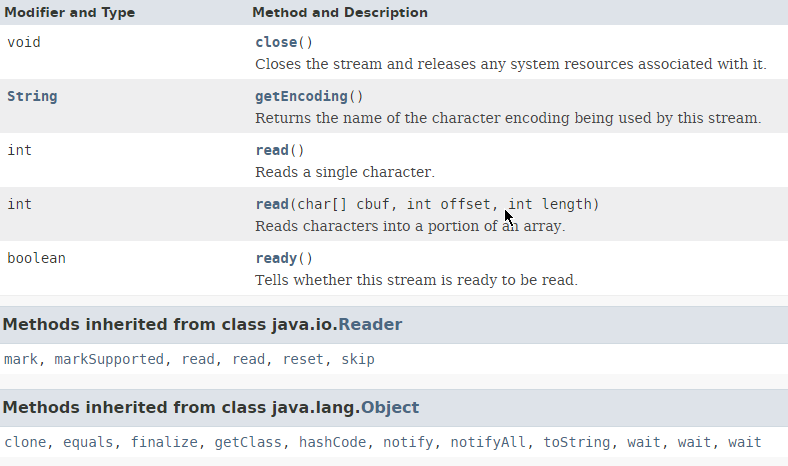 Modifier and Type Method and Description
void close()
Closes the stream and releases any system resources associated with it.
String getEncoding()
Returns the name of the character encoding being used by this stream.
int read()
Reads a single character.
int read(char[] cbuf, int offset, int length)
Reads characters into a portion of an array.
boolean ready()
Tells whether this stream is ready to be read.
Methods inherited from class java.io.Reader
mark, markSupported, read, read, reset, skip
Methods inherited from class java.lang.Object
clone, equals, finalize, getClass, hashCode, notify, notifyAll, toString, wait, wait, wait